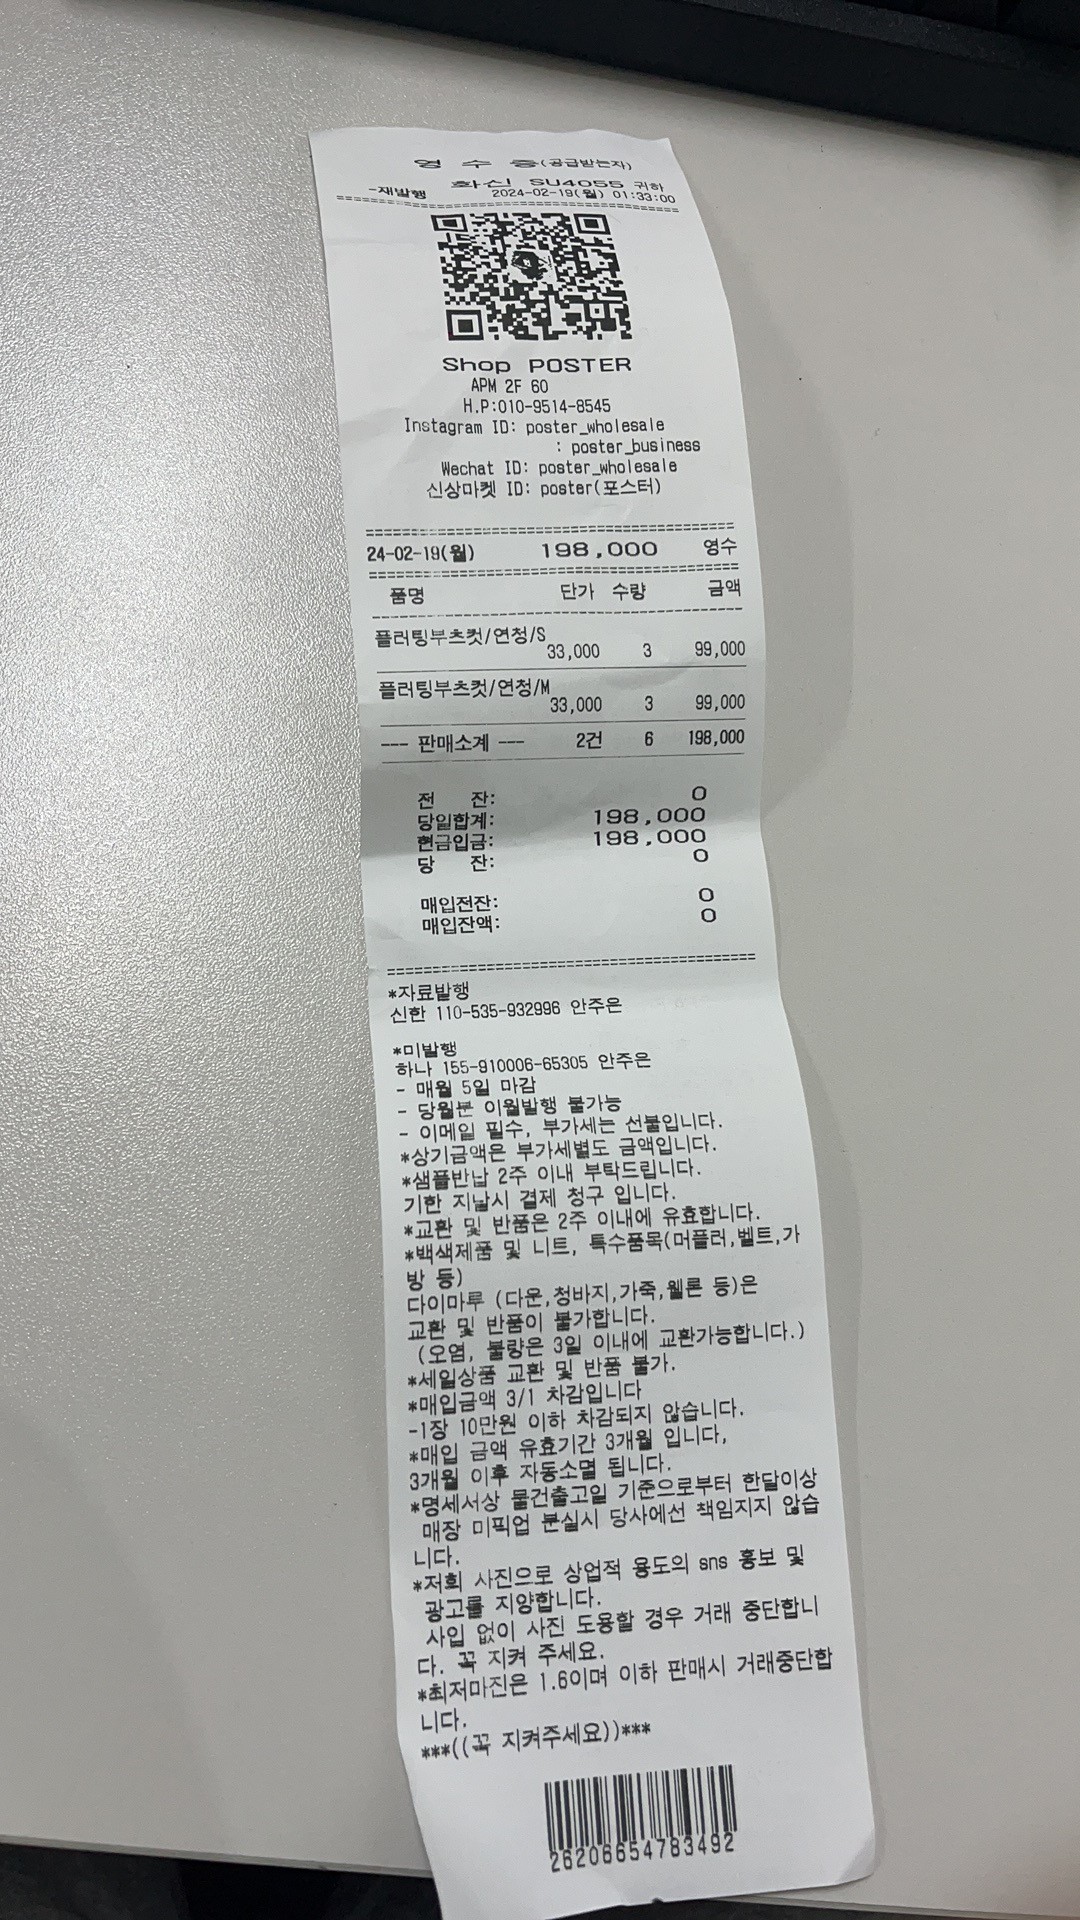 영 수 증(공급받는자)
화신 SU4055 귀하
-재발행 2024-02-19(월) 01:33:00
Shop POSTER
APM 2F 60
H.P:010-9514-8545
Instagram ID: poster_wholesale
: poster_business
Wechat ID: poster_wholesale
신상마켓 ID: poster(포스터)
24-02-19(월) 198,000 영수
품명 단가 수량 금액
플러팅부츠컷/연청/S
33,000 3 99,000
플러팅부츠컷/연청/M
33,000 3 99,000
--- 판매소계 --- 2건 6 198,000
전 잔: 0
당일합계: 198,000
현금입금: 198,000
당 잔: 0
매입전잔: 0
매입잔액: 0
*자료발행
신한 110-535-932996 안주은
*미발행
하나 155-910006-65305 안주은
- 매월 5일 마감
- 당월분 이월발행 불가능
- 이메일 필수, 부가세는 선불입니다.
*상기금액은 부가세별도 금액입니다.
*샘플반납 2주 이내 부탁드립니다.
기한 지날시 결제 청구 입니다.
*교환 및 반품은 2주 이내에 유효합니다.
*백색제품 및 니트, 특수품목(머플러,벨트,가
방 등)
다이마루 (다운,청바지,가죽,웰론 등)은
교환 및 반품이 불가합니다.
(오염, 불량은 3일 이내에 교환가능합니다.)
*세일상품 교환 및 반품 불가.
*매입금액 3/1 차감입니다
-1장 10만원 이하 차감되지 않습니다.
*매입 금액 유효기간 3개월 입니다,
3개월 이후 자동소멸 됩니다.
*명세서상 물건출고일 기준으로부터 한달이상
매장 미픽업 분실시 당사에선 책임지지 않습
니다.
*저희 사진으로 상업적 용도의 sns 홍보 및
광고를 지양합니다.
사입 없이 사진 도용할 경우 거래 중단합니
다. 꼭 지켜 주세요.
*최저마진은 1.6이며 이하 판매시 거래중단합
니다.
***((꼭 지켜주세요))***
26206654783492